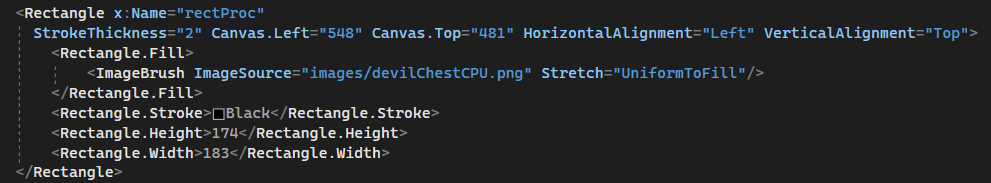 <Rectangle x:Name="rectProc"
StrokeThickness="2" Canvas.Left="548" Canvas.Top="481" HorizontalAlignment="Left" VerticalAlignment="Top">
<Rectangle.Fill>
<ImageBrush ImageSource="images/devilChestCPU.png" Stretch="UniformToFill"/>
</Rectangle.Fill>
<Rectangle.Stroke>Black</Rectangle.Stroke>
<Rectangle.Height>174</Rectangle.Height>
<Rectangle.Width>183</Rectangle.Width>
</Rectangle>